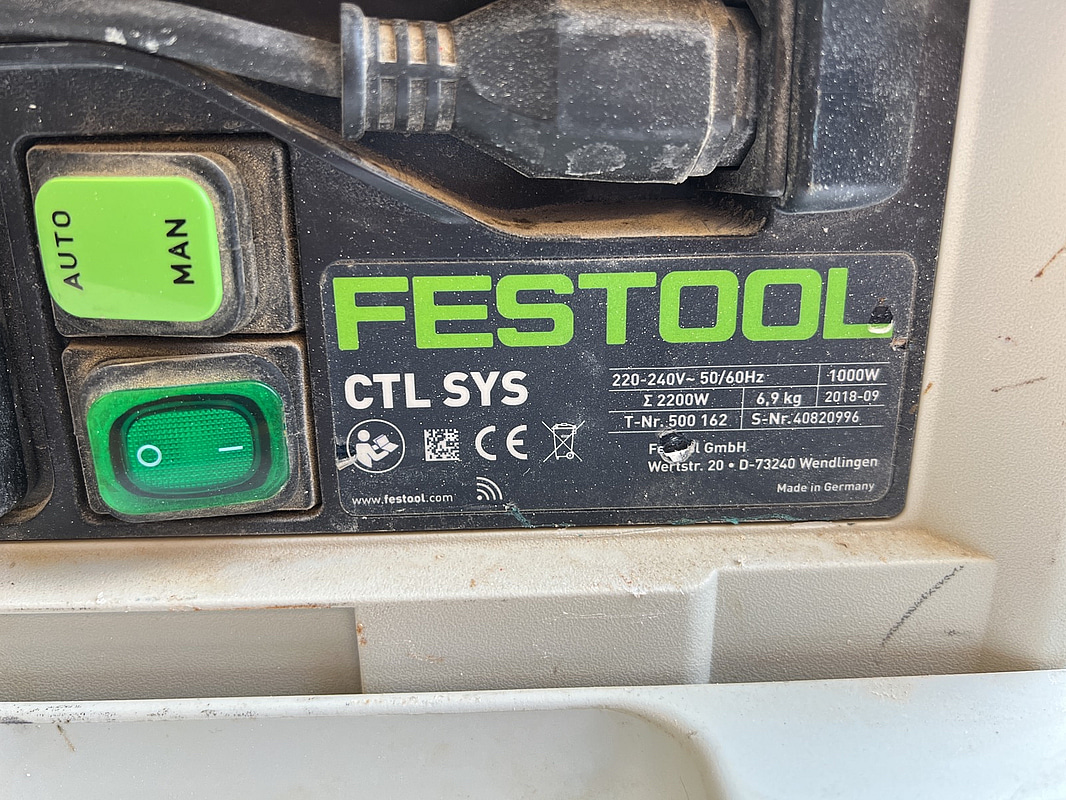 AUTO
MAN
O I
FESTOOL
CTL SYS
220-240V~ 50/60Hz 1000W
Σ 2200W 6,9 kg 2018-09
T-Nr. 500 162 S-Nr. 40820996
CE
GmbH
Wertstr. 20 • D-73240 Wendlingen
www.festool.com
Made in Germany